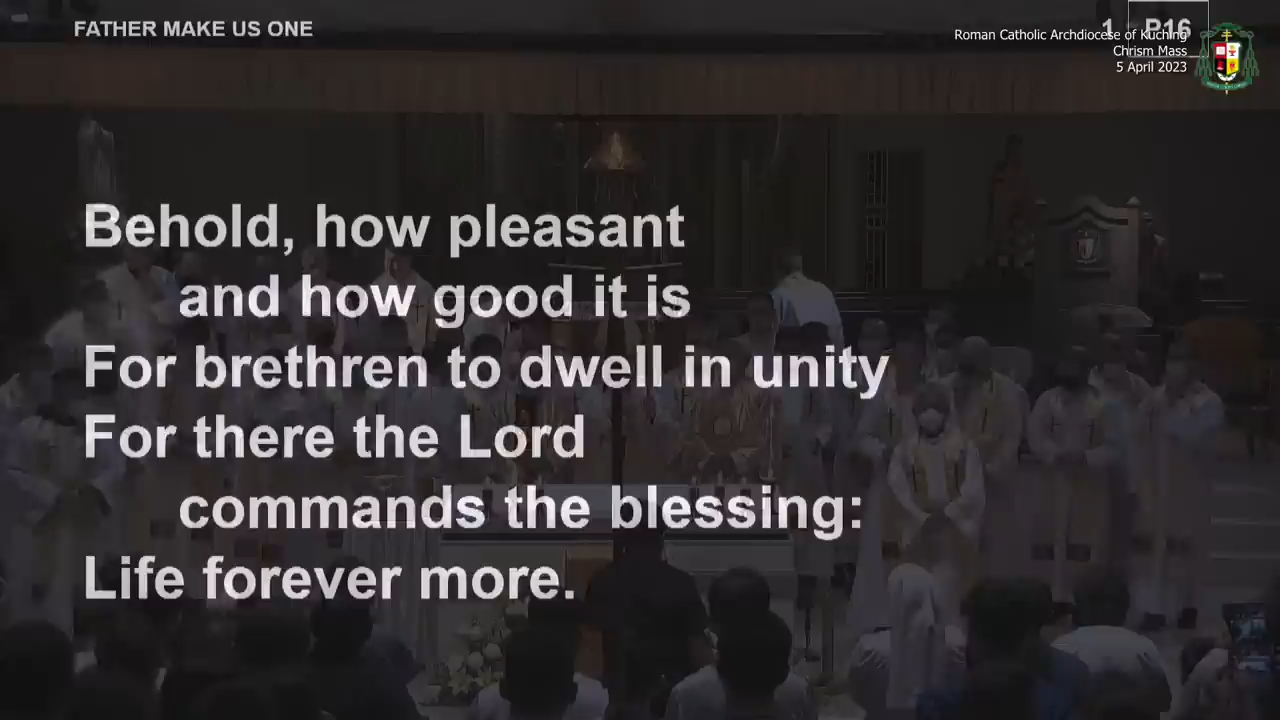 FATHER MAKE US ONE
1 P16
Roman Catholic Archdiocese of Kuching
Chrism Mass
5 April 2023
Behold, how pleasant
and how good it is
For brethren to dwell in unity
For there the Lord
commands the blessing:
Life forever more.